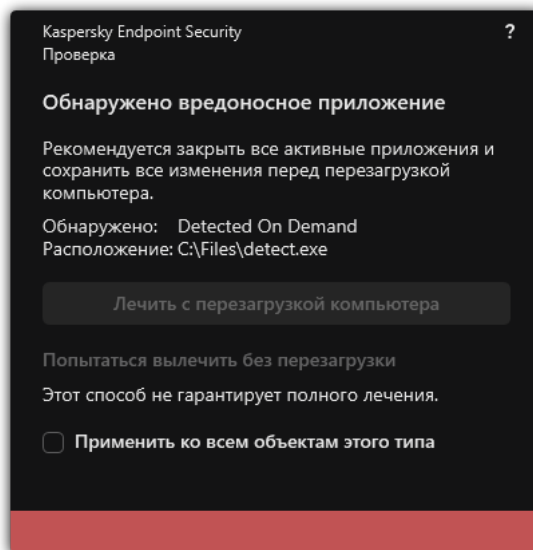 Kaspersky Endpoint Security
?
Проверка
Обнаружено вредоносное приложение
Рекомендуется закрыть все активные приложения и
сохранить все изменения перед перезагрузкой
компьютера.
Обнаружено: Detected On Demand
Расположение: C:\Files\detect.exe
Лечить с перезагрузкой компьютера
Попытаться вылечить без перезагрузки
Этот способ не гарантирует полного лечения.
Применить ко всем объектам этого типа